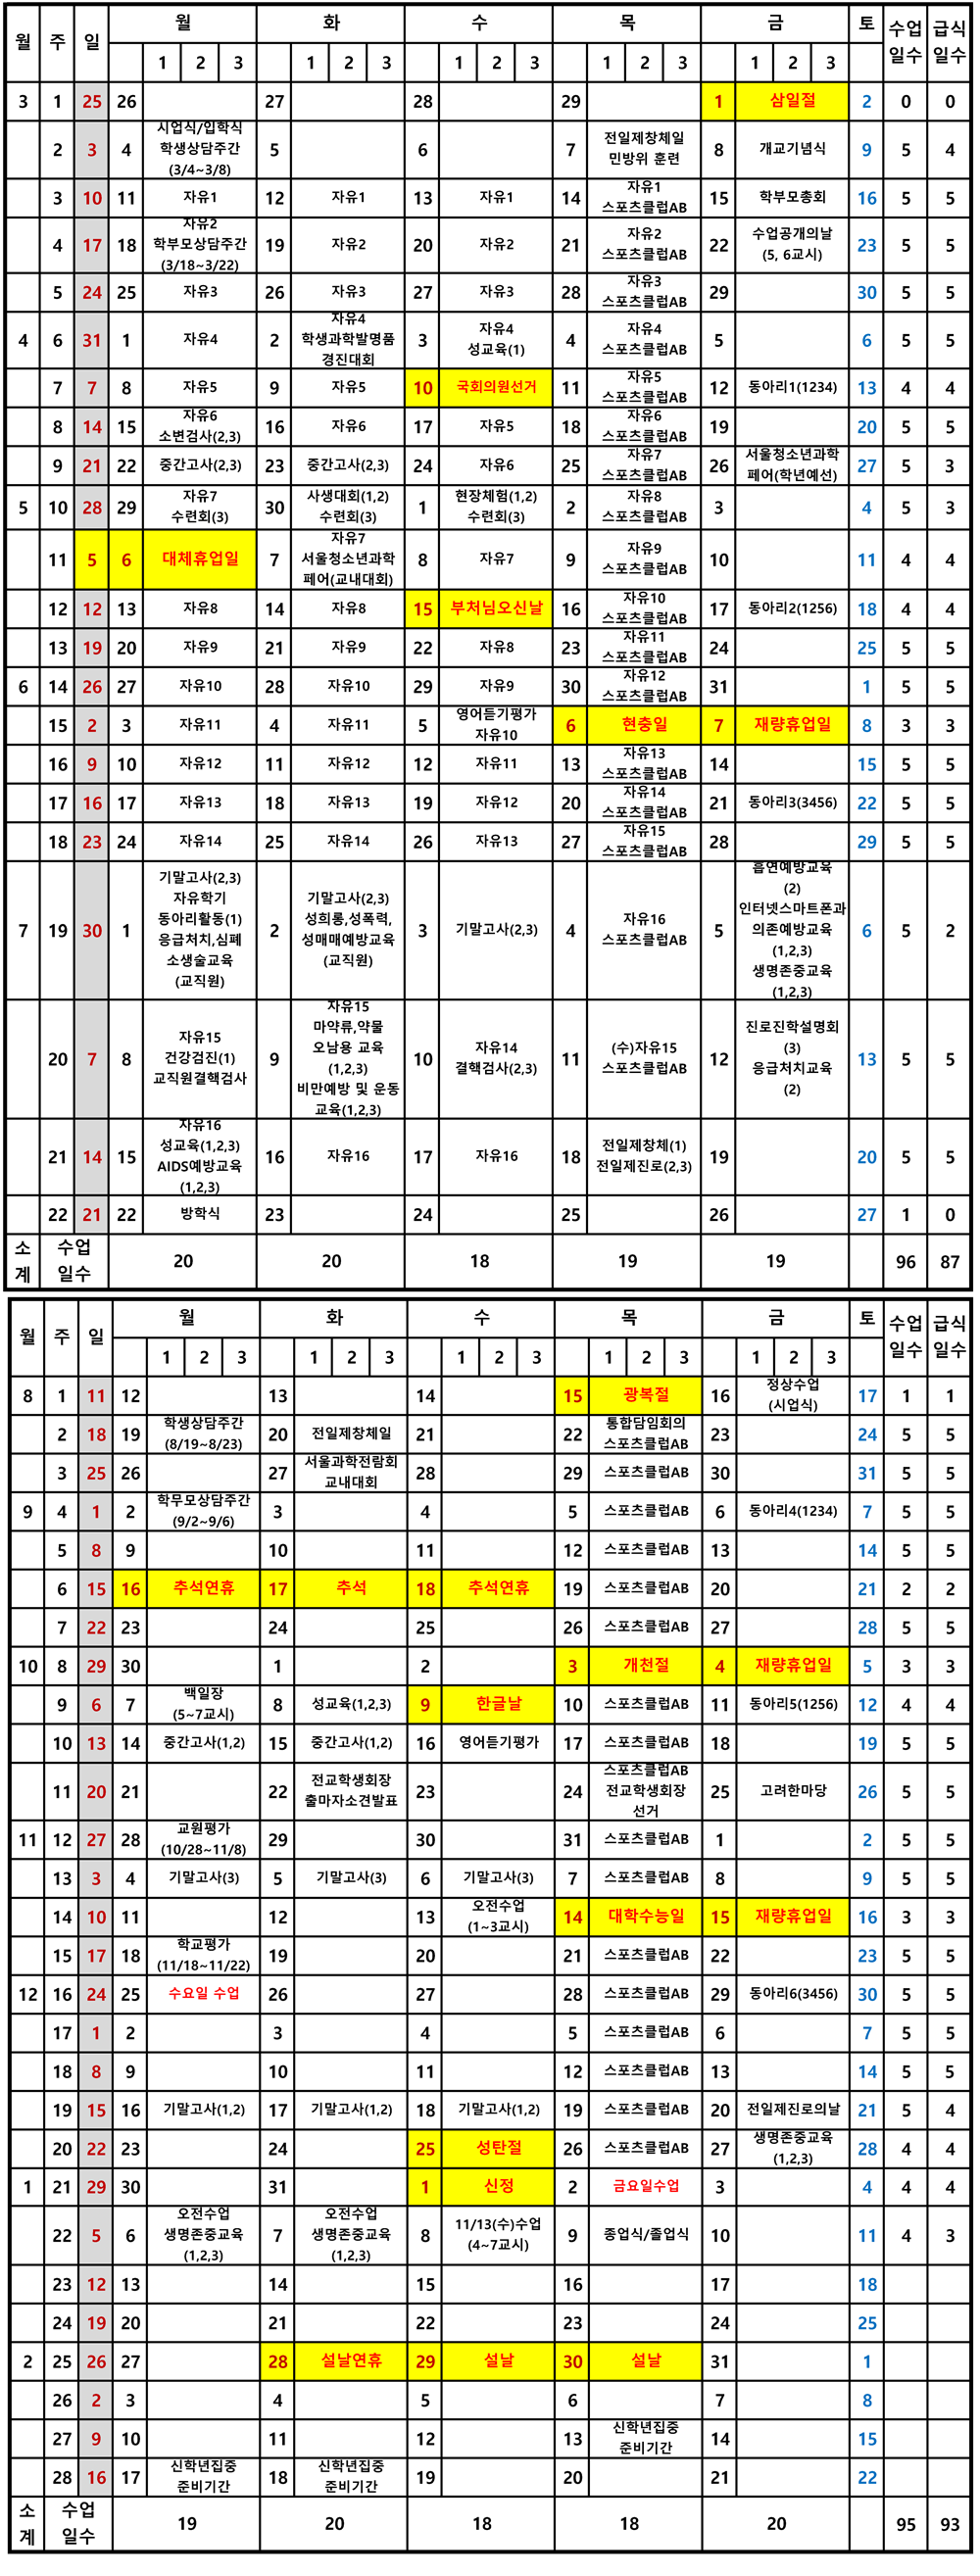 월 주 일 월 화 수 목 금 토 수업일수 급식일수
1 2 3 1 2 3 1 2 3 1 2 3 1 2 3
3 1 25 26 27 28 29 1 삼일절 2 0 0
2 3 4 시업식/입학식 학생상담주간 (3/4~3/8) 5 6 7 전일제창체일 민방위 훈련 8 개교기념식 9 5 4
3 10 11 자유1 12 자유1 13 자유1 14 자유1 스포츠클럽AB 15 학부모총회 16 5 5
4 17 18 자유2 학부모상담주간 (3/18~3/22) 19 자유2 20 자유2 21 자유2 스포츠클럽AB 22 수업공개의날 (5, 6교시) 23 5 5
5 24 25 자유3 26 자유3 27 자유3 28 자유3 스포츠클럽AB 29 30 5 5
4 6 31 1 자유4 2 자유4 학생과학발명품 경진대회 3 자유4 성교육(1) 4 자유4 스포츠클럽AB 5 6 5 5
7 7 8 자유5 9 자유5 10 국회의원선거 11 자유5 스포츠클럽AB 12 동아리1(1234) 13 4 4
8 14 15 자유6 소변검사(2,3) 16 자유6 17 자유5 18 자유6 스포츠클럽AB 19 20 5 5
9 21 22 중간고사(2,3) 23 중간고사(2,3) 24 자유6 25 자유7 스포츠클럽AB 26 서울청소년과학 페어(학년예선) 27 5 3
5 10 28 29 자유7 수련회(3) 30 사생대회(1,2) 수련회(3) 1 현장체험(1,2) 수련회(3) 2 자유8 스포츠클럽AB 3 4 5 3
11 5 6 대체휴업일 7 자유7 서울청소년과학 페어(교내대회) 8 자유7 9 자유9 스포츠클럽AB 10 11 4 4
12 12 13 자유8 14 자유8 15 부처님오신날 16 자유10 스포츠클럽AB 17 동아리2(1256) 18 4 4
13 19 20 자유9 21 자유9 22 자유8 23 자유11 스포츠클럽AB 24 25 5 5
6 14 26 27 자유10 28 자유10 29 자유9 30 자유12 스포츠클럽AB 31 1 5 5
15 2 3 자유11 4 자유11 5 영어듣기평가 자유10 6 현충일 7 재량휴업일 8 3 3
16 9 10 자유12 11 자유12 12 자유11 13 자유13 스포츠클럽AB 14 15 5 5
17 16 17 자유13 18 자유13 19 자유12 20 자유14 스포츠클럽AB 21 동아리3(3456) 22 5 5
18 23 24 자유14 25 자유14 26 자유13 27 자유15 스포츠클럽AB 28 29 5 5
7 19 30 1 기말고사(2,3) 자유학기 동아리활동(1) 응급처치,심폐 소생술교육 (교직원) 2 기말고사(2,3) 성희롱,성폭력, 성매매예방교육 (교직원) 3 기말고사(2,3) 4 자유16 스포츠클럽AB 5 흡연예방교육 (2) 인터넷스마트폰과 의존예방교육 (1,2,3) 생명존중교육 (1,2,3) 6 5 2
20 7 8 자유15 건강검진(1) 교직원결핵검사 9 자유15 마약류,약물 오남용 교육 (1,2,3) 비만예방 및 운동 교육(1,2,3) 10 자유14 결핵검사(2,3) 11 (수)자유15 스포츠클럽AB 12 진로진학설명회 (3) 응급처치교육 (2) 13 5 5
21 14 15 자유16 성교육(1,2,3) AIDS예방교육 (1,2,3) 16 자유16 17 자유16 18 전일제창체(1) 전일제진로(2,3) 19 20 5 5
22 21 22 방학식 23 24 25 26 27 1 0
소계 수업일수 20 20 18 19 19 96 87
월 주 일 월 화 수 목 금 토 수업일수 급식일수
1 2 3 1 2 3 1 2 3 1 2 3 1 2 3
8 1 11 12 13 14 15 광복절 16 정상수업 (시업식) 17 1 1
2 18 19 학생상담주간 (8/19~8/23) 20 전일제창체일 21 22 통합담임회의 스포츠클럽AB 23 24 5 5
3 25 26 27 서울과학전람회 교내대회 28 29 스포츠클럽AB 30 31 5 5
9 4 1 2 학무모상담주간 (9/2~9/6) 3 4 5 스포츠클럽AB 6 동아리4(1234) 7 5 5
5 8 9 10 11 12 스포츠클럽AB 13 14 5 5
6 15 16 추석연휴 17 추석 18 추석연휴 19 스포츠클럽AB 20 21 2 2
7 22 23 24 25 26 스포츠클럽AB 27 28 5 5
10 8 29 30 1 2 3 개천절 4 재량휴업일 5 3 3
9 6 7 백일장 (5~7교시) 8 성교육(1,2,3) 9 한글날 10 스포츠클럽AB 11 동아리5(1256) 12 4 4
10 13 14 중간고사(1,2) 15 중간고사(1,2) 16 영어듣기평가 17 스포츠클럽AB 18 19 5 5
11 20 21 22 전교학생회장 출마자소견발표 23 24 스포츠클럽AB 전교학생회장 선거 25 고려한마당 26 5 5
11 12 27 28 교원평가 (10/28~11/8) 29 30 31 스포츠클럽AB 1 2 5 5
13 3 4 기말고사(3) 5 기말고사(3) 6 기말고사(3) 7 스포츠클럽AB 8 9 5 5
14 10 11 12 13 오전수업 (1~3교시) 14 대학수능일 15 재량휴업일 16 3 3
15 17 18 학교평가 (11/18~11/22) 19 20 21 스포츠클럽AB 22 23 5 5
12 16 24 25 수요일 수업 26 27 28 스포츠클럽AB 29 동아리6(3456) 30 5 5
17 1 2 3 4 5 스포츠클럽AB 6 7 5 5
18 8 9 10 11 12 스포츠클럽AB 13 14 5 5
19 15 16 기말고사(1,2) 17 기말고사(1,2) 18 기말고사(1,2) 19 스포츠클럽AB 20 전일제진로의날 21 5 4
20 22 23 24 25 성탄절 26 스포츠클럽AB 27 생명존중교육 (1,2,3) 28 4 4
1 21 29 30 31 1 신정 2 금요일수업 3 4 4 4
22 5 6 오전수업 생명존중교육 (1,2,3) 7 오전수업 생명존중교육 (1,2,3) 8 11/13(수)수업 (4~7교시) 9 종업식/졸업식 10 11 4 3
23 12 13 14 15 16 17 18
24 19 20 21 22 23 24 25
2 25 26 27 28 설날연휴 29 설날 30 설날 31 1
26 2 3 4 5 6 7 8
27 9 10 11 12 13 신학년집중 준비기간 14 15
28 16 17 신학년집중 준비기간 18 신학년집중 준비기간 19 20 21 22
소계 수업일수 19 20 18 18 20 95 93